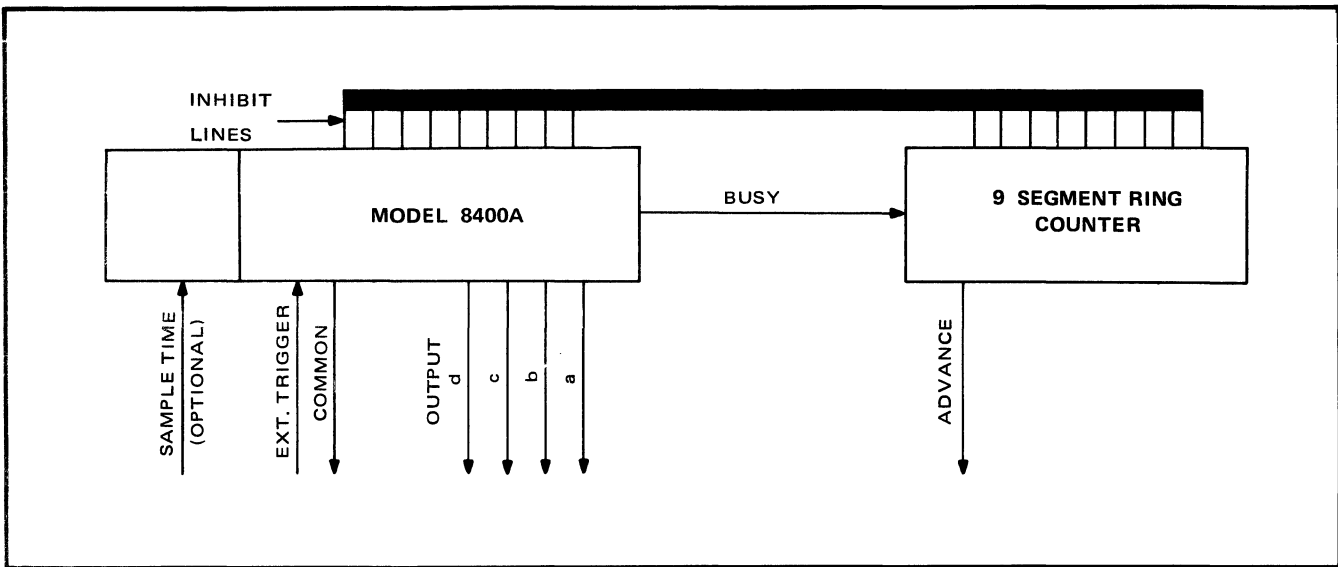 INHIBIT
LINES
MODEL 8400A
BUSY
9 SEGMENT RING
COUNTER
SAMPLE TIME
(OPTIONAL)
EXT. TRIGGER
COMMON
OUTPUT
d
c
b
a
ADVANCE